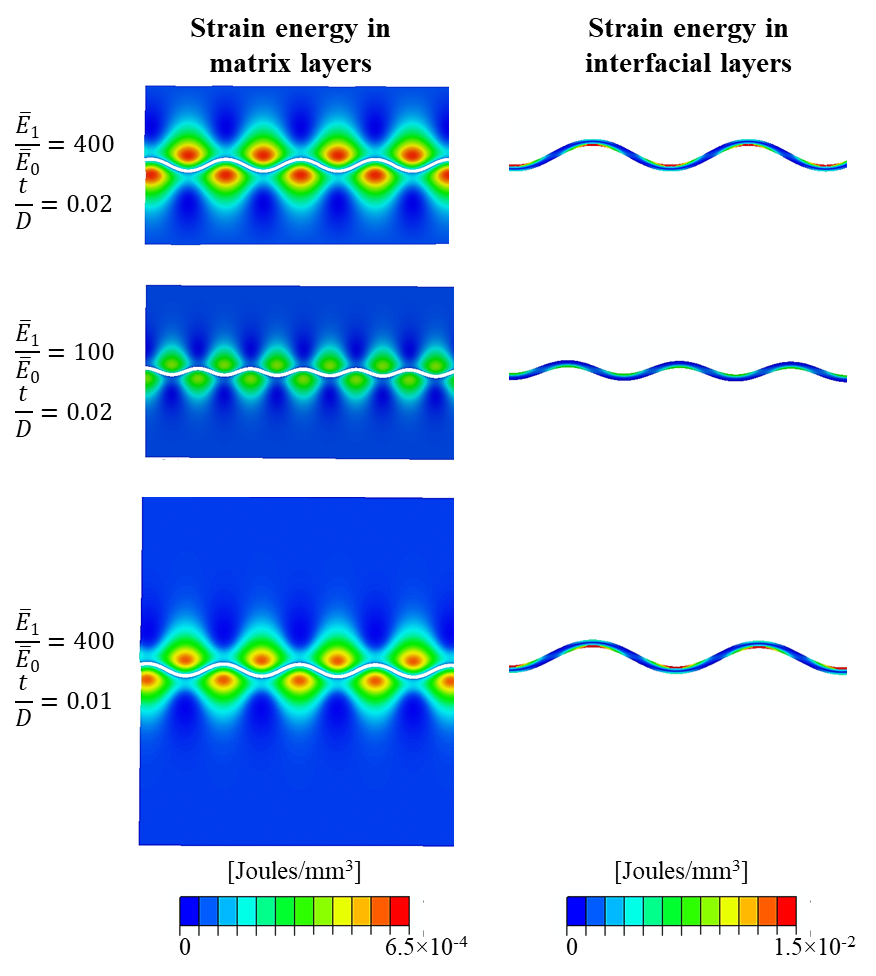 Strain energy in
matrix layers
Strain energy in
interfacial layers
Ē₁/Ē₀ = 400
t/D = 0.02
Ē₁/Ē₀ = 100
t/D = 0.02
Ē₁/Ē₀ = 400
t/D = 0.01
[Joules/mm³] [Joules/mm³]
0 6.5×10⁻⁴ 0 1.5×10⁻²